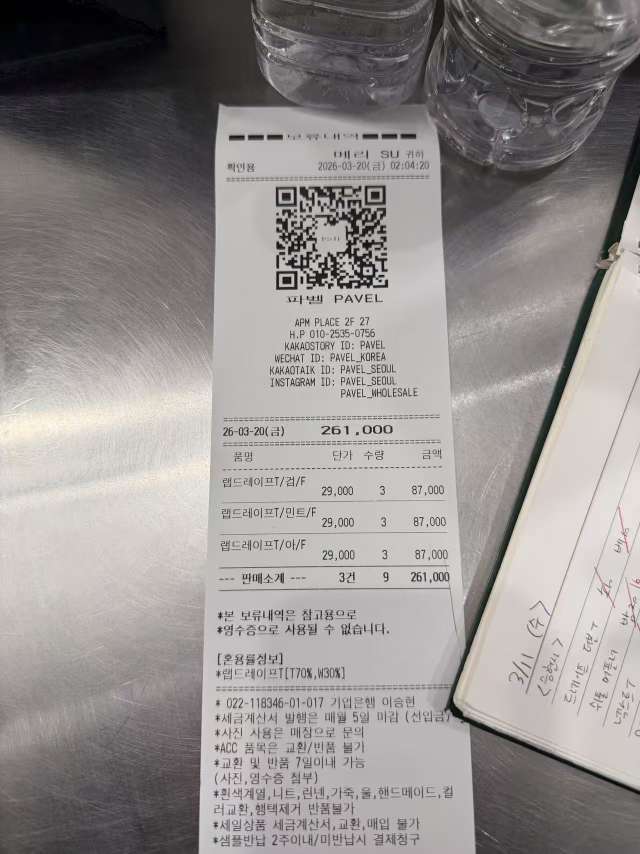 보류내역
메리 SU 귀하
확인용 2026-03-20(금) 02:04:20
파벨 PAVEL
APM PLACE 2F 27
H.P 010-2535-0756
KAKAOSTORY ID: PAVEL
WECHAT ID: PAVEL_KOREA
KAKAOTAIK ID: PAVEL_SEOUL
INSTAGRAM ID: PAVEL_SEOUL
PAVEL_WHOLESALE
26-03-20(금) 261,000
품명 단가 수량 금액
랩드레이프T/검/F
29,000 3 87,000
랩드레이프T/민트/F
29,000 3 87,000
랩드레이프T/아/F
29,000 3 87,000
--- 판매소계 --- 3건 9 261,000
*본 보류내역은 참고용으로
*영수증으로 사용될 수 없습니다.
[혼용률정보]
*랩드레이프T[T70%,W30%]
* 022-118346-01-017 기업은행 이승현
*세금계산서 발행은 매월 5일 마감 (선입금)
*사진 사용은 매장으로 문의
*ACC 품목은 교환/반품 불가
*교환 및 반품 7일이내 가능
(사진,영수증 첨부)
*흰색계열,니트,린넨,가죽,울,핸드메이드,컬
러교환,행택제거 반품불가
*세일상품 세금계산서,교환,매입 불가
*샘플반납 2주이내/미반납시 결제청구
3/11 (수)